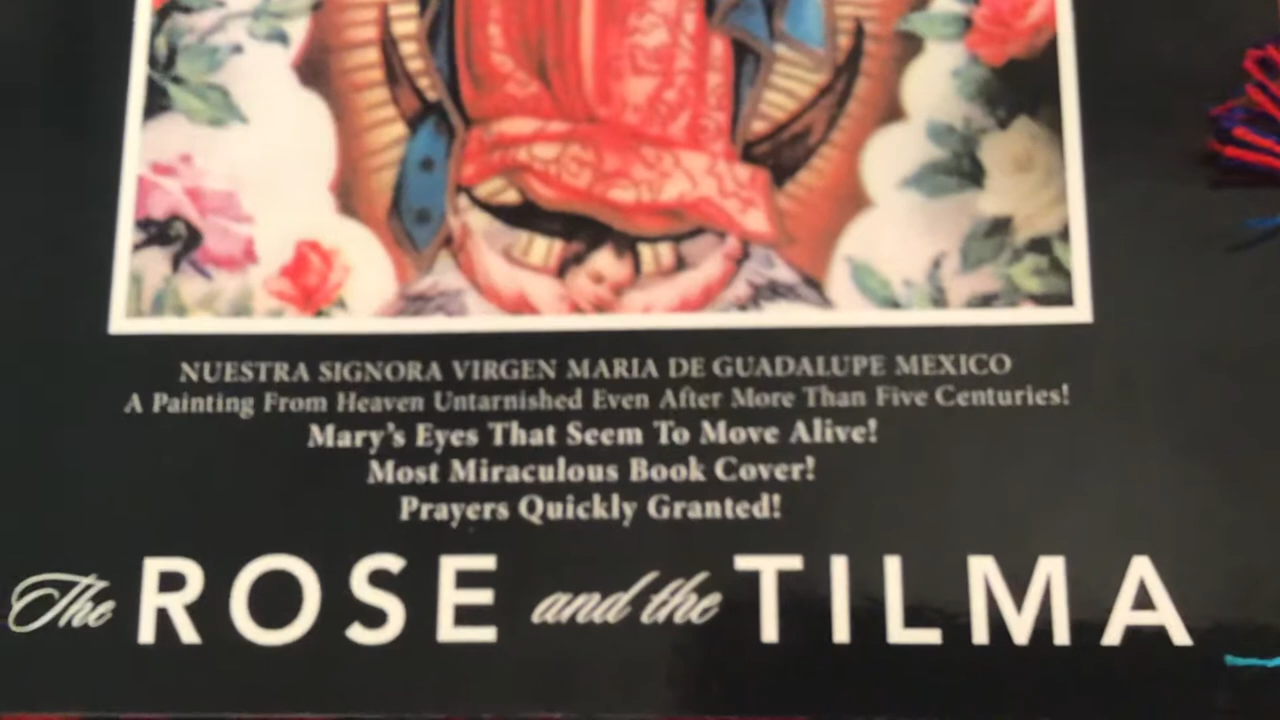 NUESTRA SIGNORA VIRGEN MARIA DE GUADALUPE MEXICO
A Painting From Heaven Untarnished Even After More Than Five Centuries!
Mary's Eyes That Seem To Move Alive!
Most Miraculous Book Cover!
Prayers Quickly Granted!
The ROSE and the TILMA